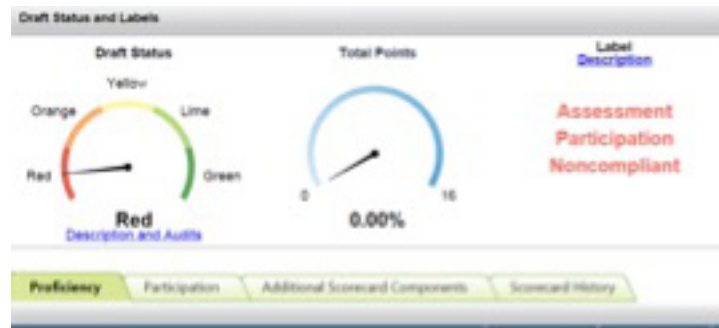 Draft Status and Labels
Draft Status
Total Points
Label
Description
Yellow
Orange
Lime
Red
Green
0
16
Assessment
Participation
Noncompliant
Red
0.00%
Description and Audits
Proficiency
Participation
Additional Scorecard Components
Scorecard History